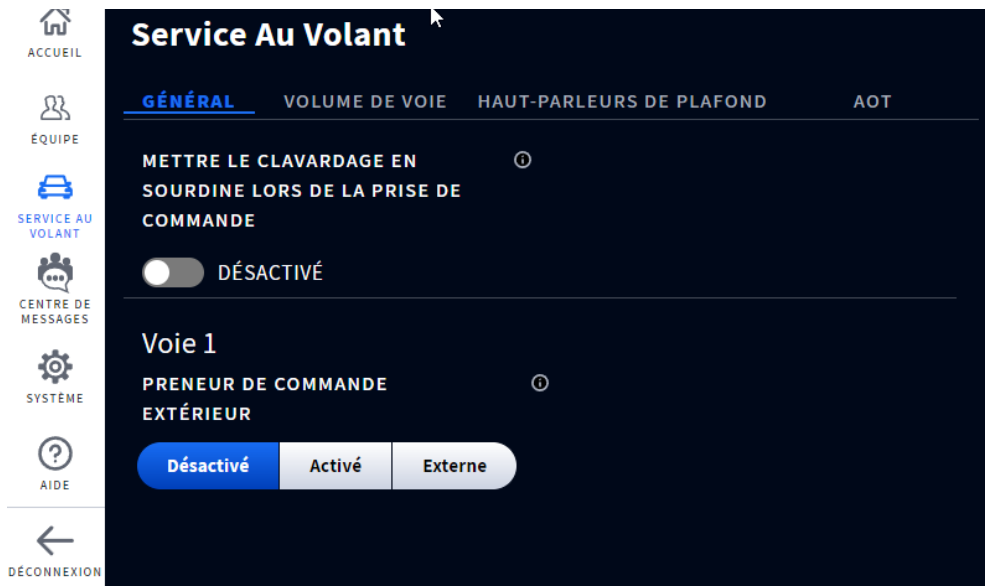 Service Au Volant
ACCUEIL
ÉQUIPE
SERVICE AU
VOLANT
CENTRE DE
MESSAGES
SYSTÈME
AIDE
DÉCONNEXION
GÉNÉRAL VOLUME DE VOIE HAUT-PARLEURS DE PLAFOND AOT
METTRE LE CLAVARDAGE EN
SOURDINE LORS DE LA PRISE DE
COMMANDE
DÉSACTIVÉ
Voie 1
PRENEUR DE COMMANDE
EXTÉRIEUR
Désactivé Activé Externe